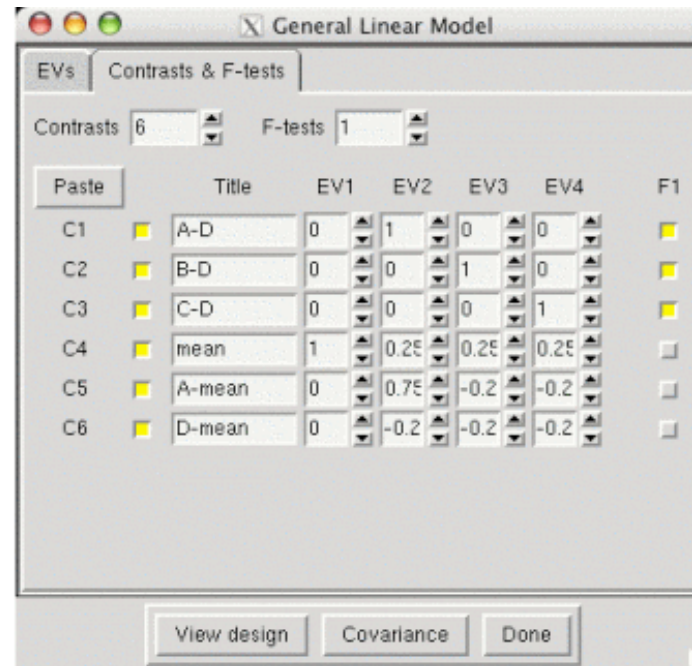 X General Linear Model
EVs Contrasts & F-tests
Contrasts 6 F-tests 1
Paste Title EV1 EV2 EV3 EV4 F1
C1 A-D 0 1 0 0
C2 B-D 0 0 1 0
C3 C-D 0 0 0 1
C4 mean 1 0.25 0.25 0.25
C5 A-mean 0 0.75 -0.2 -0.2
C6 D-mean 0 -0.2 -0.2 -0.2
View design Covariance Done